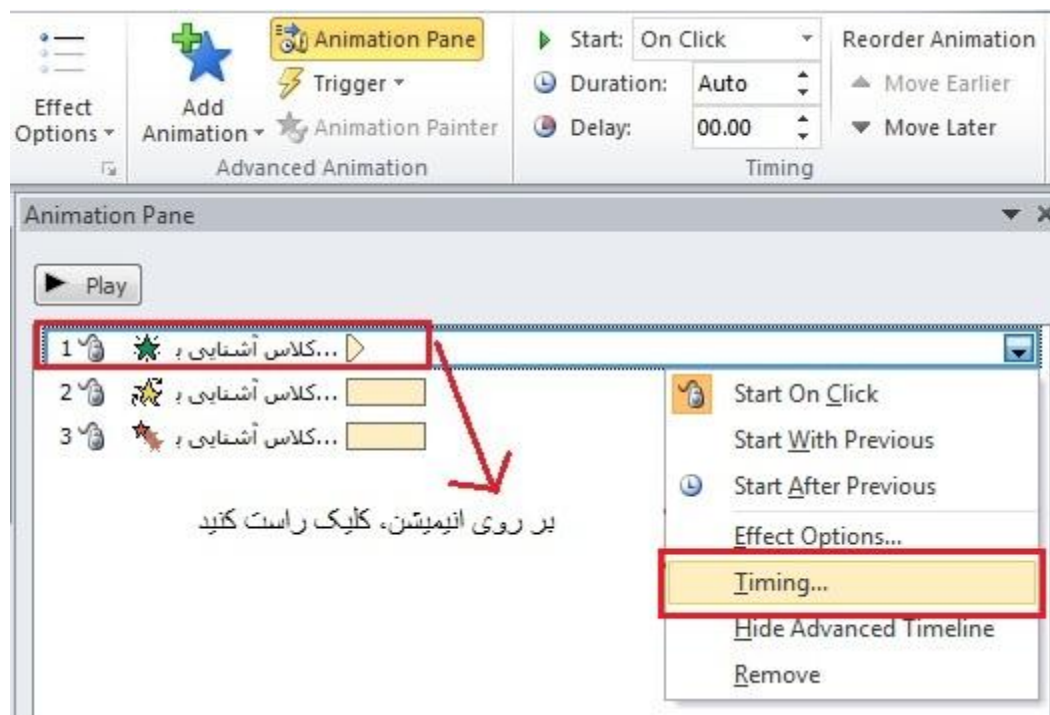 Animation Pane
Start: On Click
Reorder Animation
Trigger
Duration: Auto
Move Earlier
Effect Options
Add Animation
Animation Painter
Delay: 00.00
Move Later
Advanced Animation
Timing
Animation Pane
Play
1 کلاس آشنایی ب...
2 کلاس آشنایی ب...
3 کلاس آشنایی ب...
Start On Click
Start With Previous
Start After Previous
Effect Options...
Timing...
Hide Advanced Timeline
Remove
بر روی انیمیشن، کلیک راست کنید